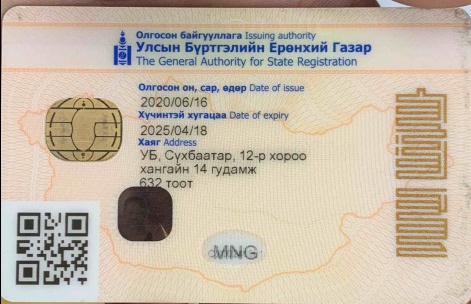 Олгосон байгууллага Issuing authority
Улсын Бүртгэлийн Ерөнхий Газар
The General Authority for State Registration
Олгосон он, сар, өдөр Date of issue
2020/06/16
Хүчинтэй хугацаа Date of expiry
2025/04/18
Хаяг Address
УБ, Сүхбаатар, 12-р хороо
хангайн 14 гудамж
632 тоот
MNG